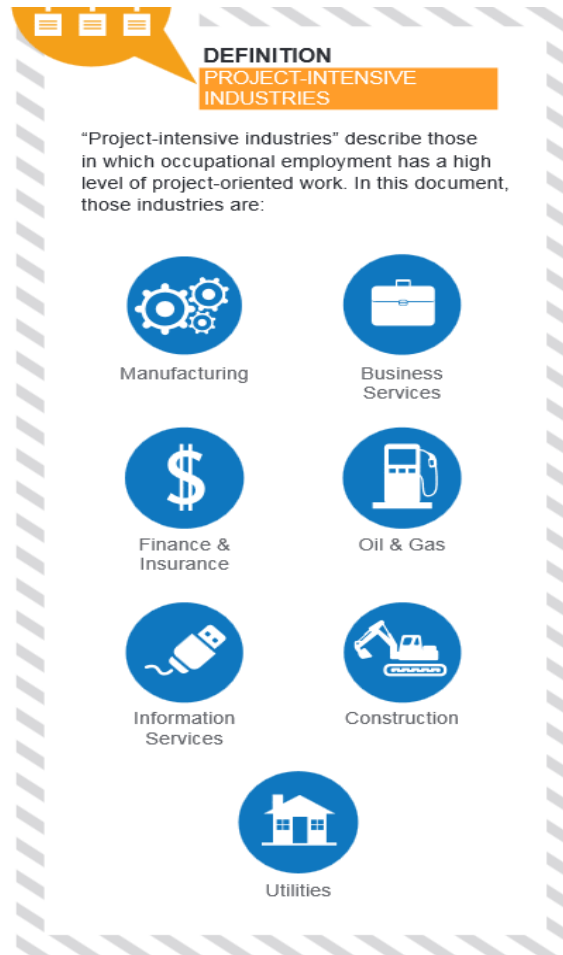 DEFINITION
PROJECT-INTENSIVE
INDUSTRIES
“Project-intensive industries” describe those
in which occupational employment has a high
level of project-oriented work. In this document,
those industries are:
Manufacturing
Business
Services
Finance &
Insurance
Oil & Gas
Information
Services
Construction
Utilities